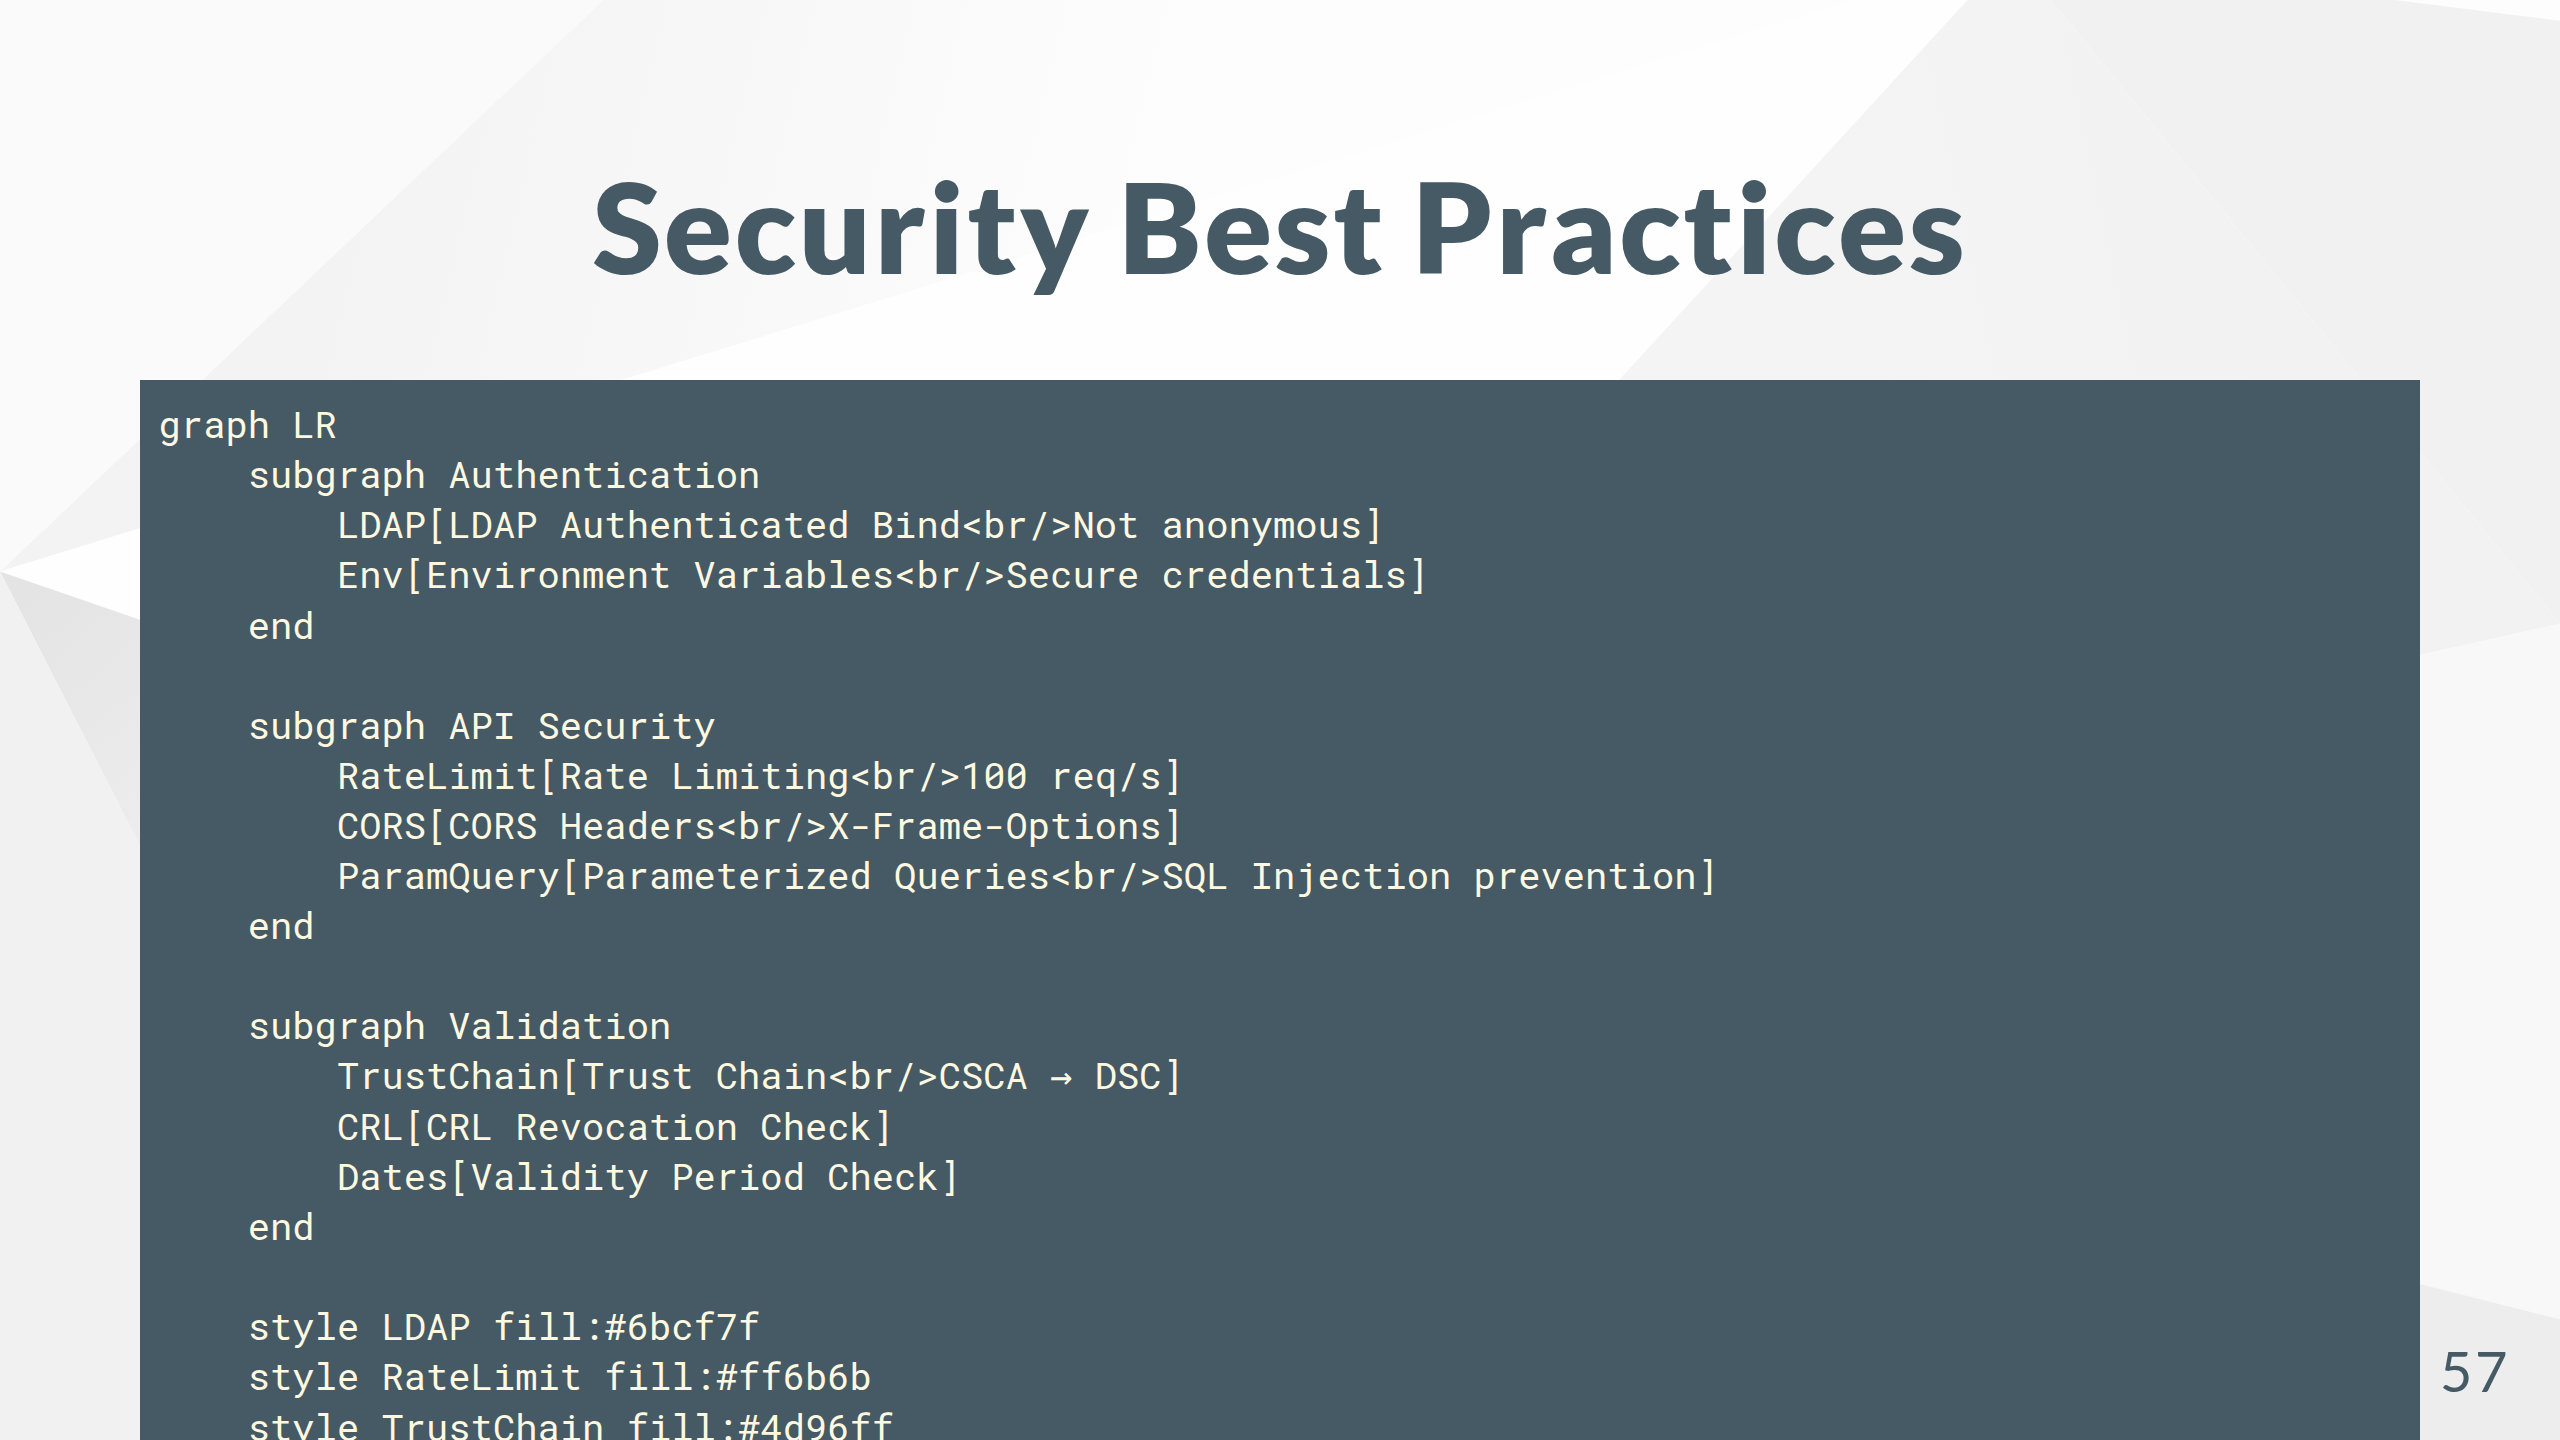 Security Best Practices
graph LR
    subgraph Authentication
        LDAP[LDAP Authenticated Bind<br/>Not anonymous]
        Env[Environment Variables<br/>Secure credentials]
    end

    subgraph API Security
        RateLimit[Rate Limiting<br/>100 req/s]
        CORS[CORS Headers<br/>X-Frame-Options]
        ParamQuery[Parameterized Queries<br/>SQL Injection prevention]
    end

    subgraph Validation
        TrustChain[Trust Chain<br/>CSCA → DSC]
        CRL[CRL Revocation Check]
        Dates[Validity Period Check]
    end

    style LDAP fill:#6bcf7f
    style RateLimit fill:#ff6b6b
    style TrustChain fill:#4d96ff
57